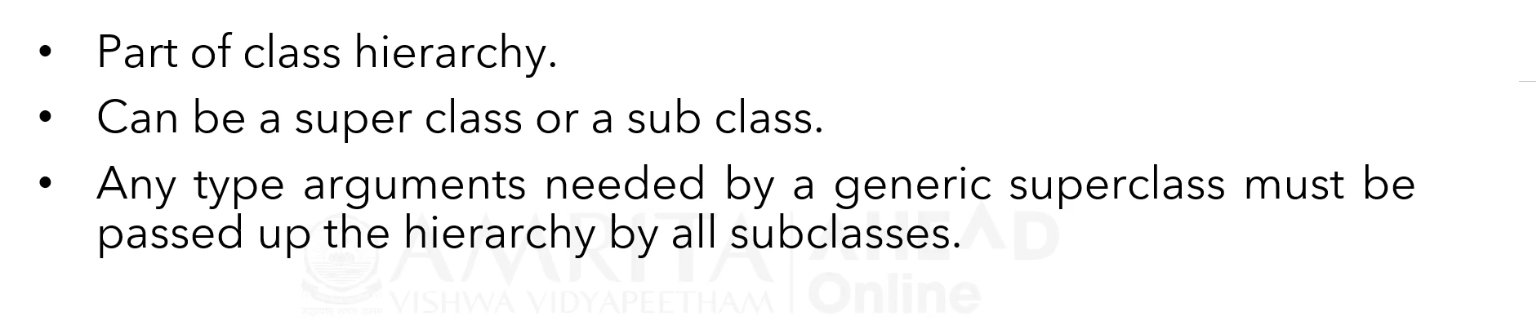 • Part of class hierarchy.
• Can be a super class or a sub class.
• Any type arguments needed by a generic superclass must be
passed up the hierarchy by all subclasses.
AMRITA AHEAD
VISHWA VIDYAPEETHAM Online